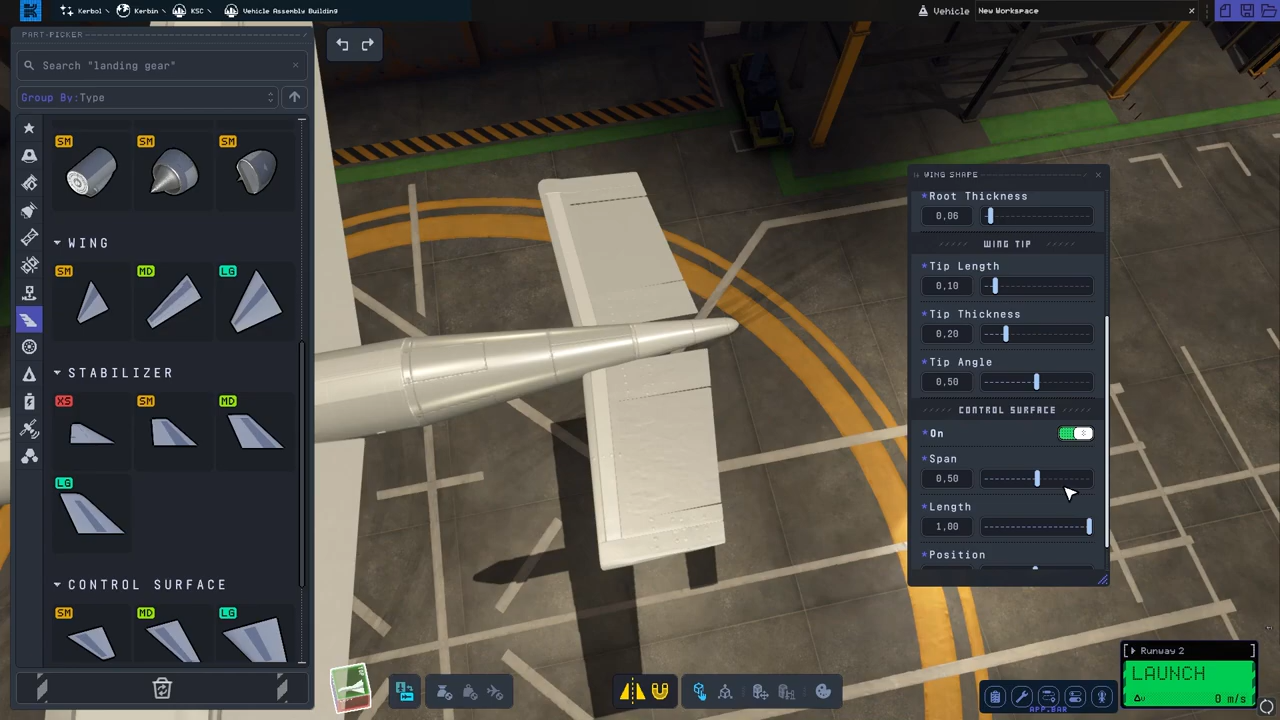 Kerbol
Kerbin
KSC
Vehicle Assembly Building
Vehicle
New Workspace
PART-PICKER
Search "landing gear"
Group By:Type
SM
SM
SM
WING
SM
MD
LG
STABILIZER
XS
SM
MD
LG
CONTROL SURFACE
SM
MD
LG
WING SHAPE
*Root Thickness
0,06
WING TIP
*Tip Length
0,10
*Tip Thickness
0,20
*Tip Angle
0,50
CONTROL SURFACE
*On
Span
0,50
*Length
1,00
*Position
Runway 2
LAUNCH
Δv 0 m/s
APP.BAR